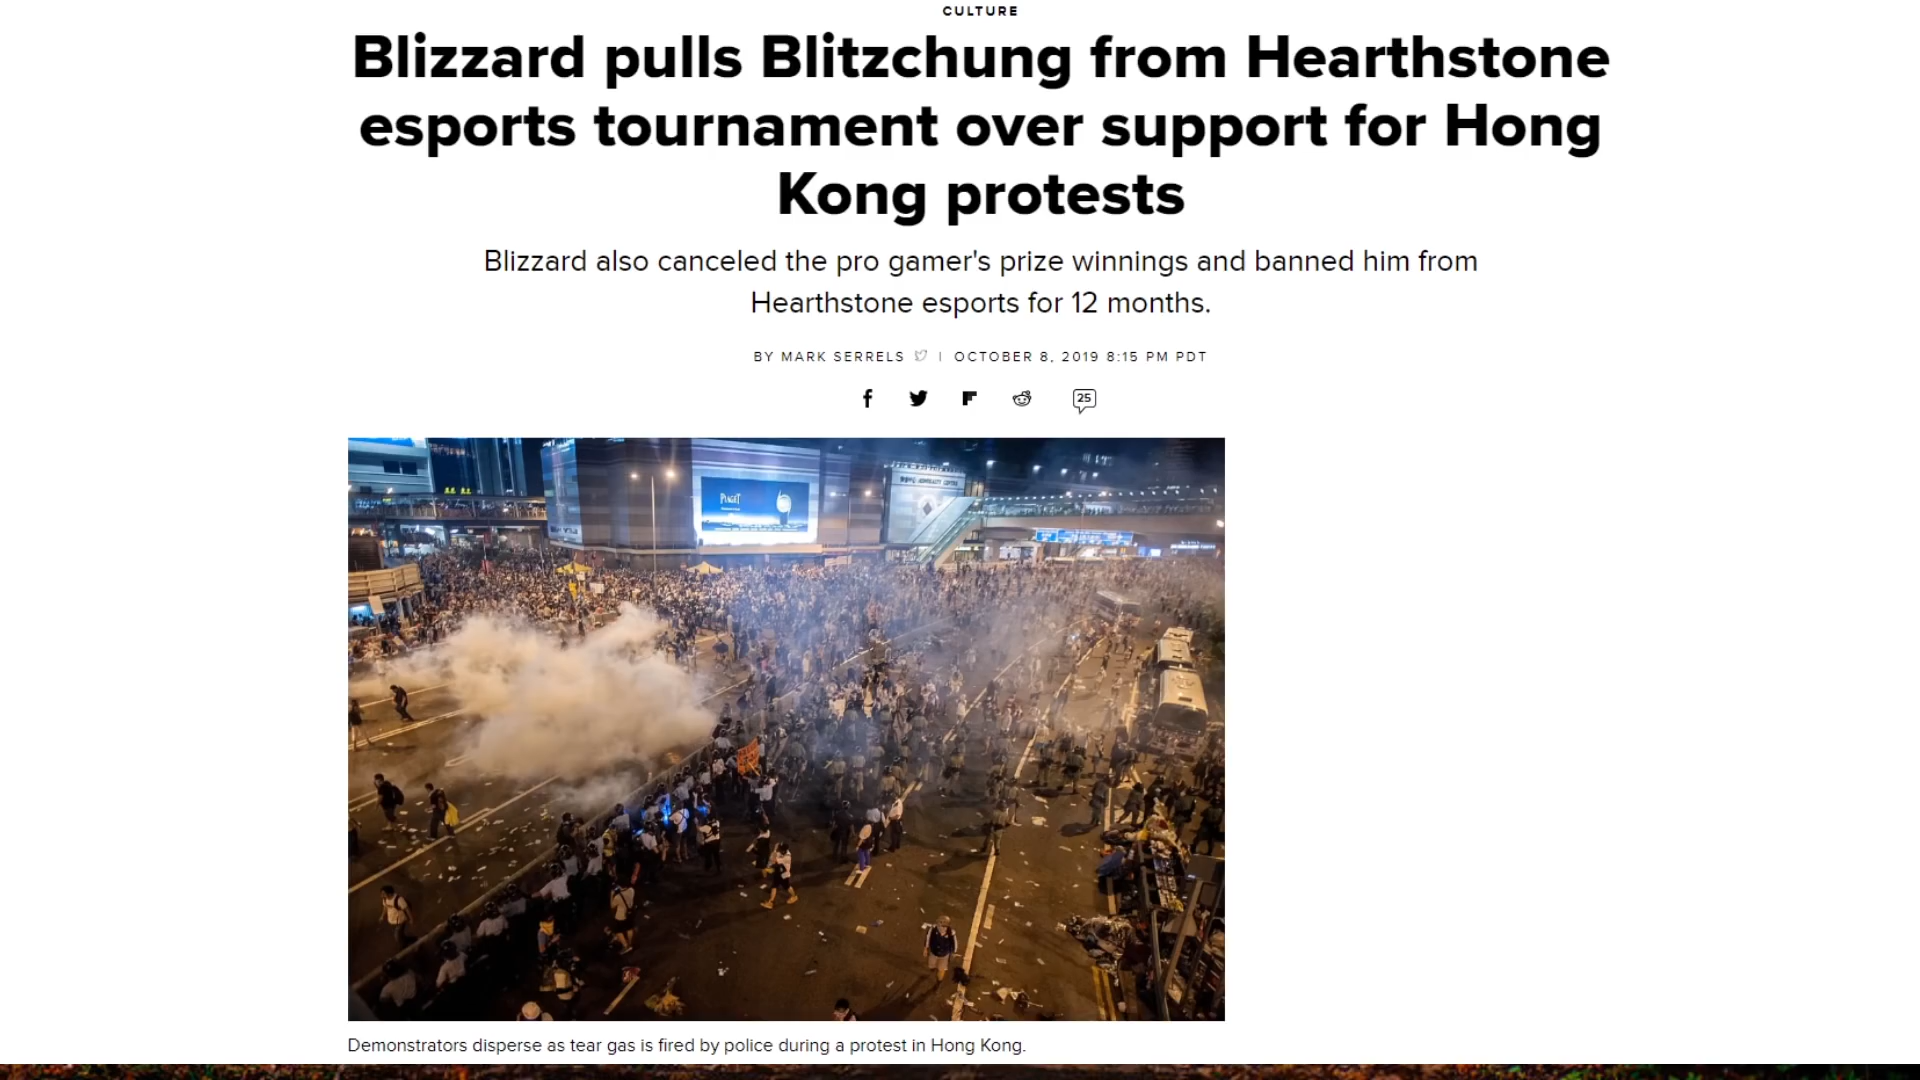 CULTURE
Blizzard pulls Blitzchung from Hearthstone
esports tournament over support for Hong
Kong protests
Blizzard also canceled the pro gamer's prize winnings and banned him from
Hearthstone esports for 12 months.
BY MARK SERRELS | OCTOBER 8, 2019 8:15 PM PDT
25
PIAGET
Demonstrators disperse as tear gas is fired by police during a protest in Hong Kong.